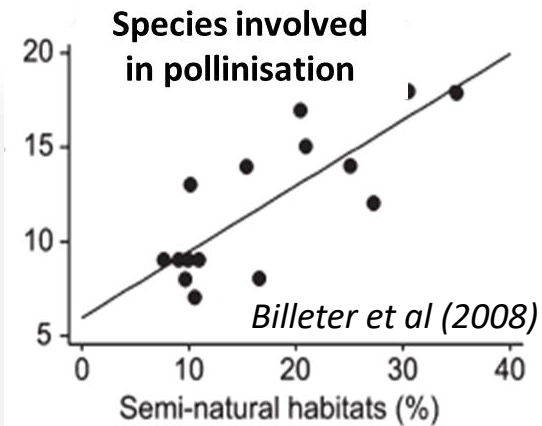 Species involved
in pollinisation
20
15
10
5
0 10 20 30 40
Billeter et al (2008)
Semi-natural habitats (%)